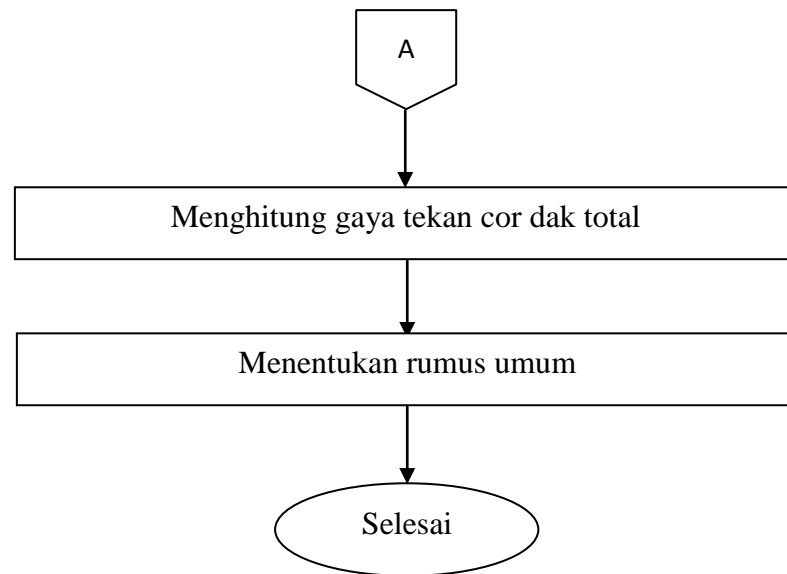 A
Menghitung gaya tekan cor dak total
Menentukan rumus umum
Selesai